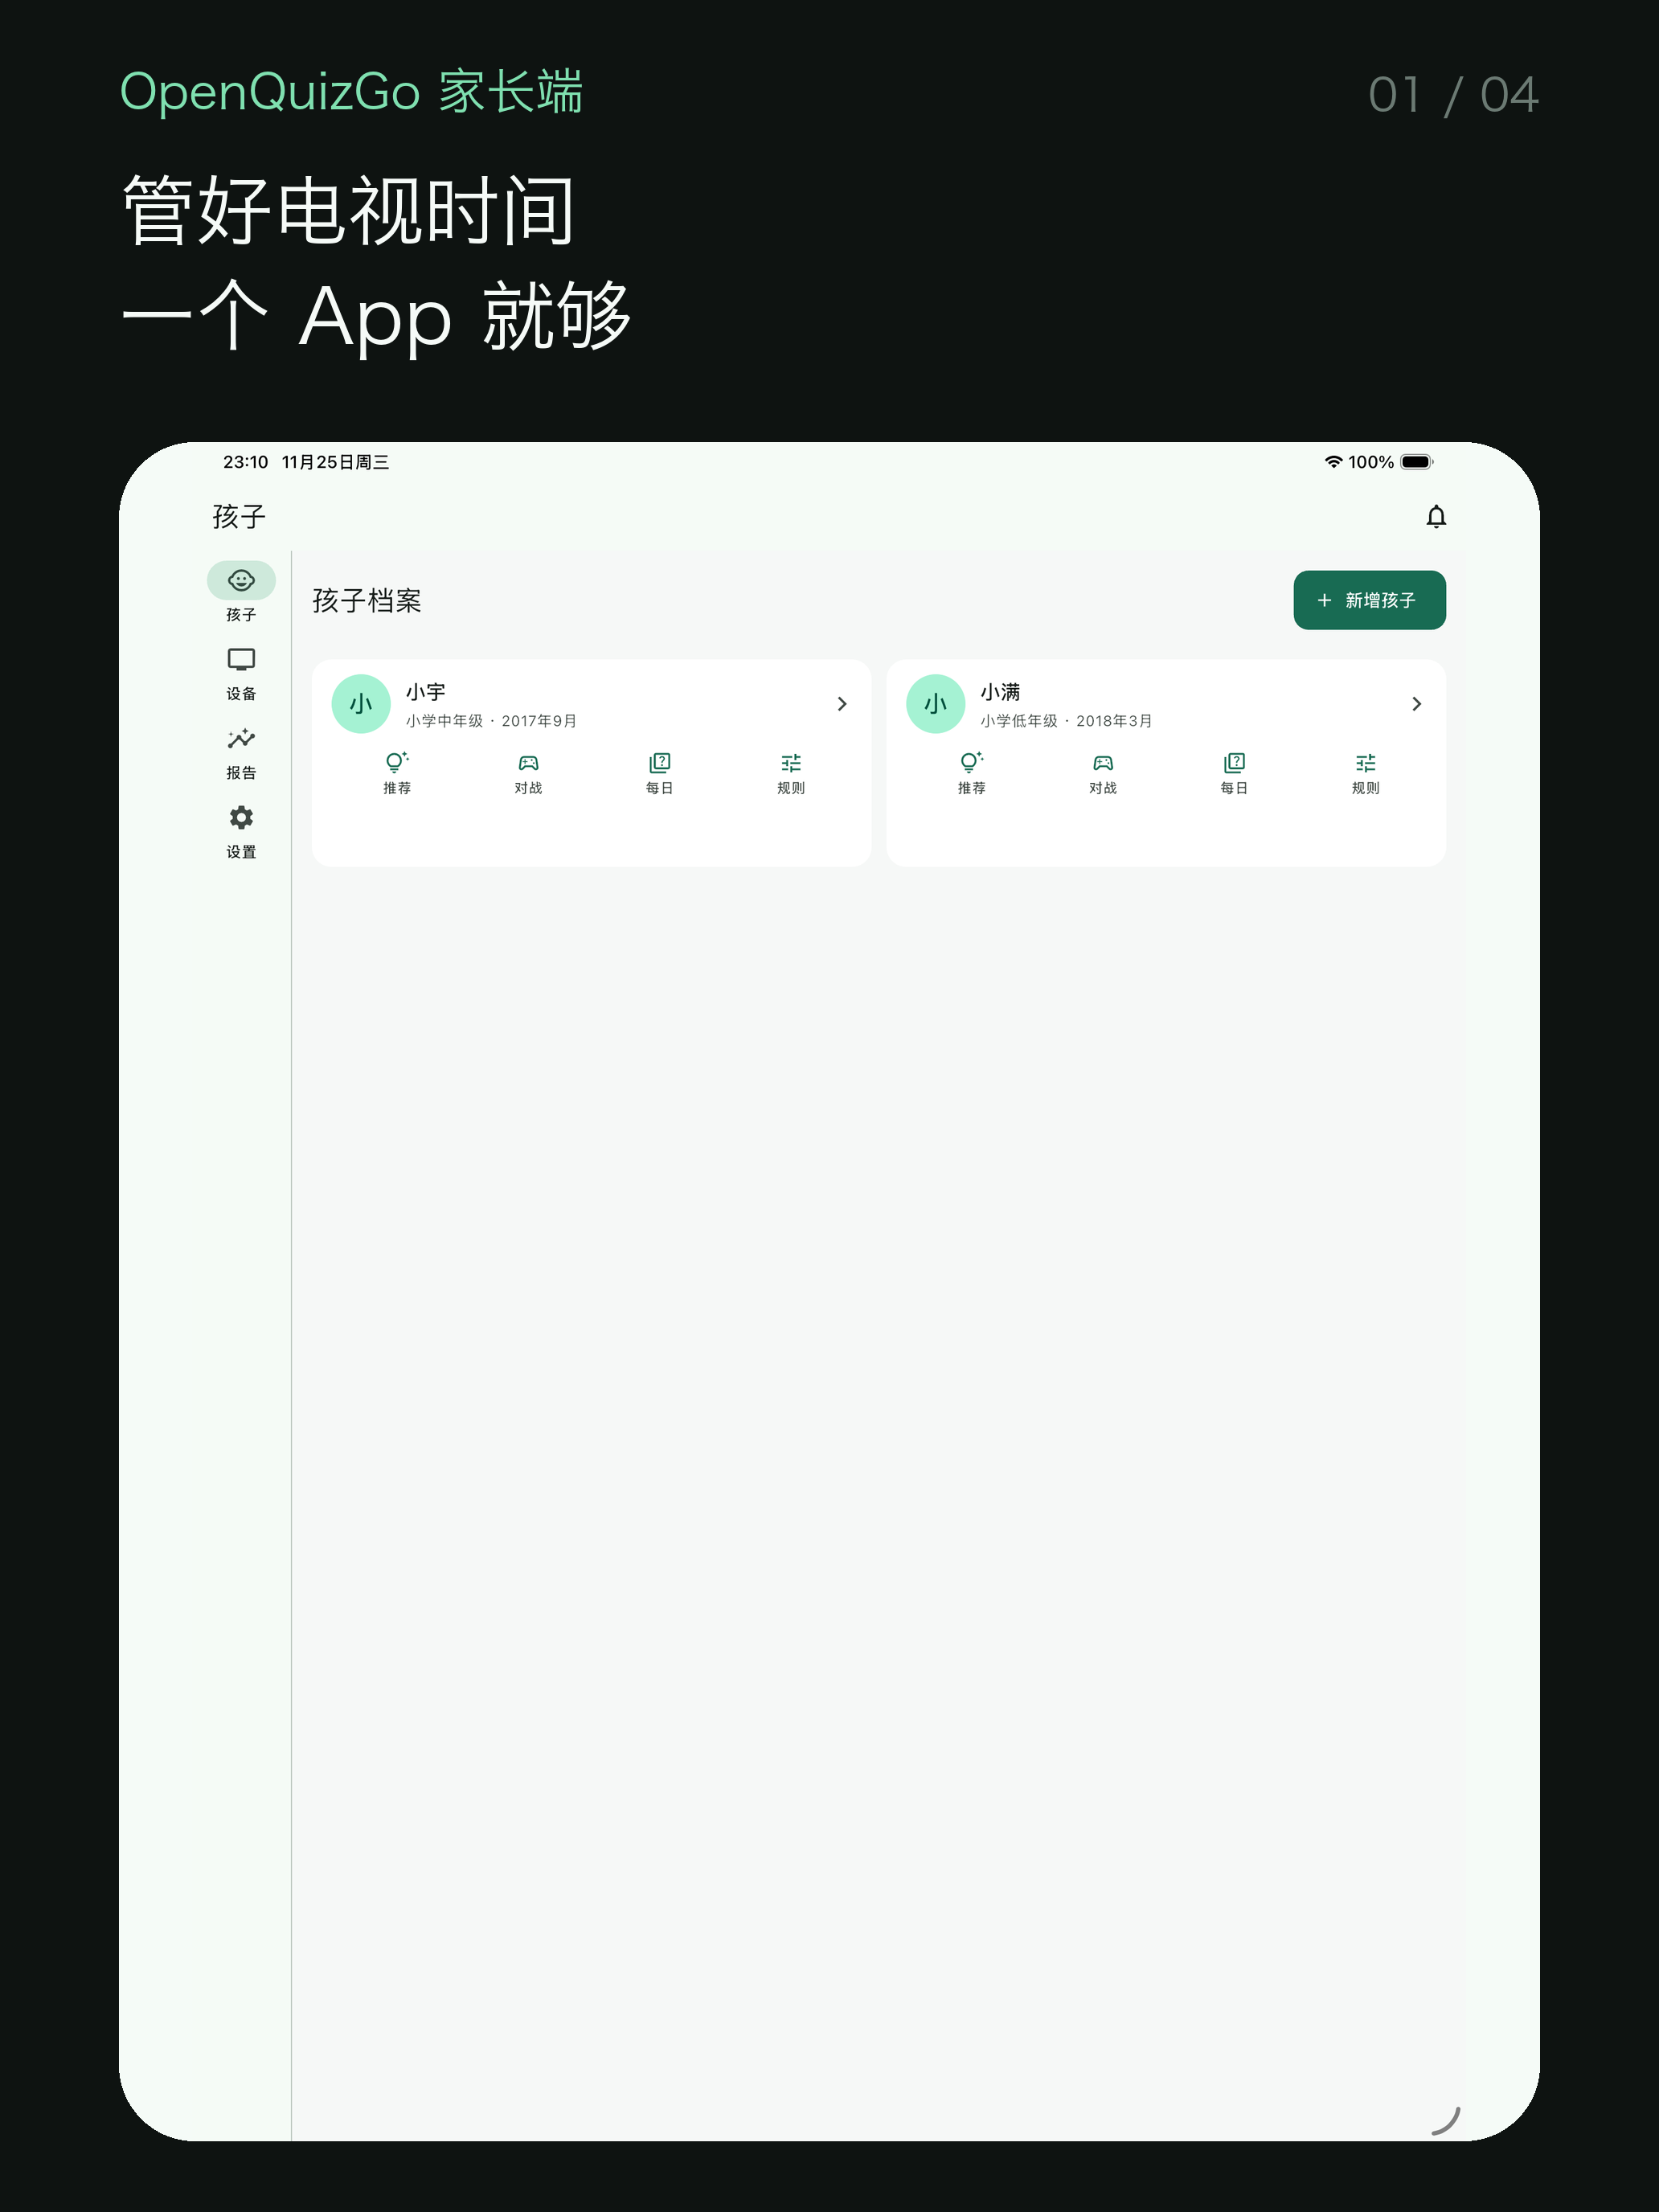 OpenQuizGo 家长端
01 / 04
管好电视时间
一个 App 就够
23:10 11月25日周三
100%
孩子
孩子
设备
报告
设置
孩子档案
+ 新增孩子
小
小宇
小学中年级 · 2017年9月
推荐 对战 每日 规则
小
小满
小学低年级 · 2018年3月
推荐 对战 每日 规则